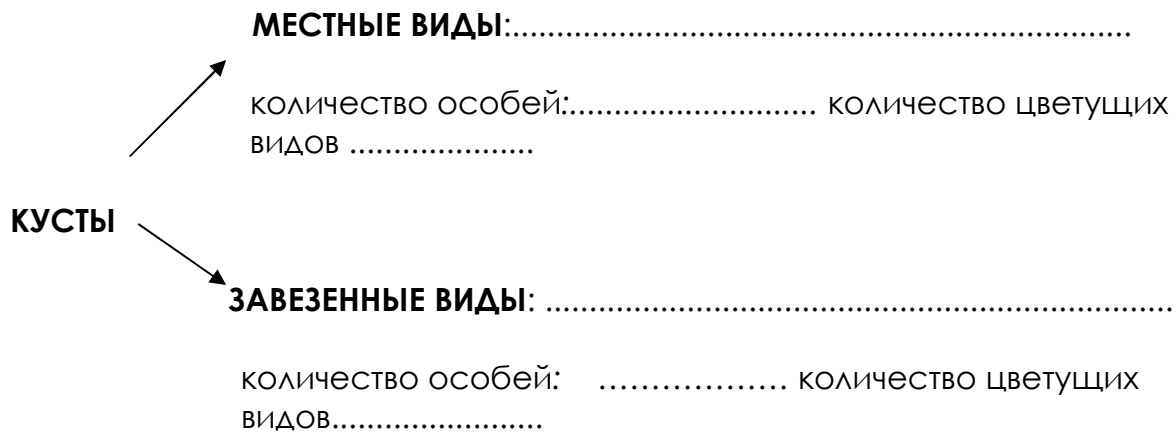 МЕСТНЫЕ ВИДЫ:......................................................................
количество особей:............................ количество цветущих
видов .....................
КУСТЫ
ЗАВЕЗЕННЫЕ ВИДЫ: .......................................................................
количество особей: .................. количество цветущих
видов........................